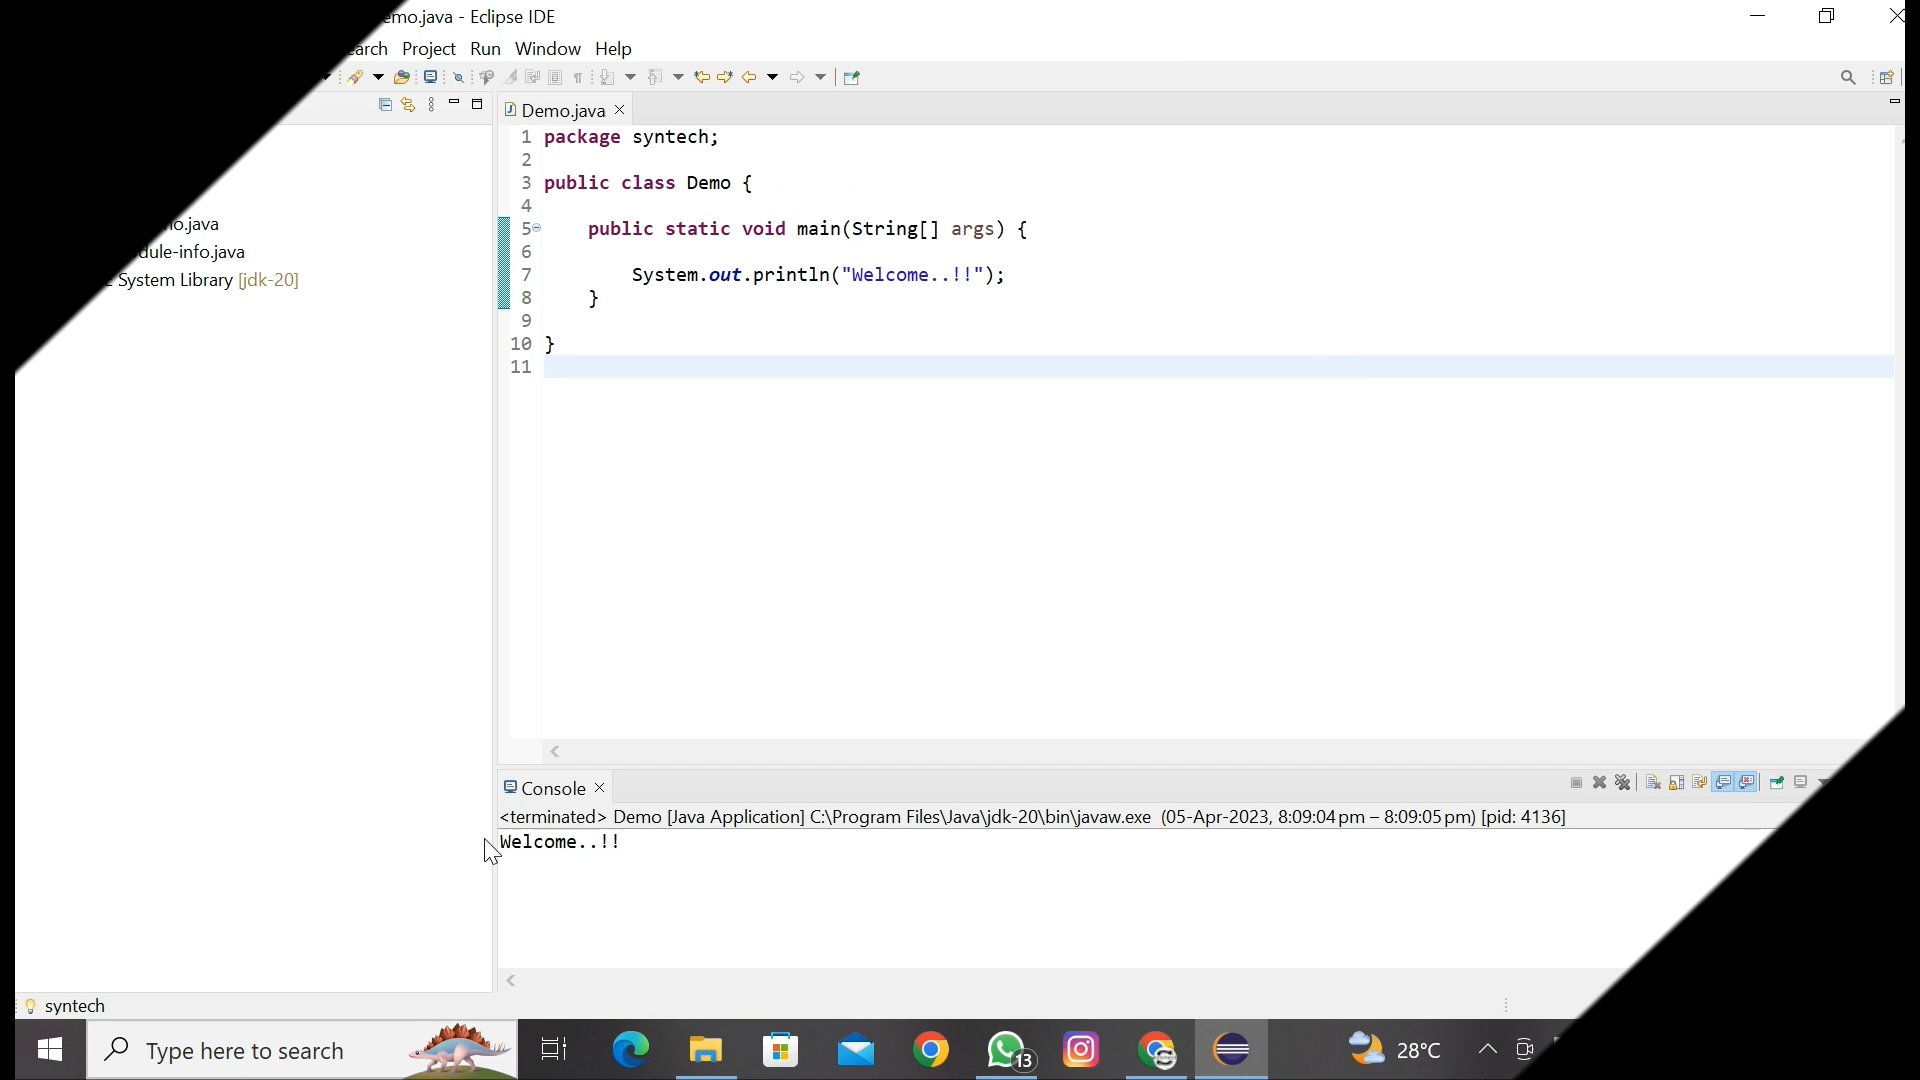 emo.java - Eclipse IDE
earch Project Run Window Help
Demo.java
1 package syntech;
2
3 public class Demo {
4
5 public static void main(String[] args) {
6
7 System.out.println("Welcome..!!");
8 }
9
10 }
11
mo.java
dule-info.java
System Library [jdk-20]
Console
<terminated> Demo [Java Application] C:\Program Files\Java\jdk-20\bin\javaw.exe (05-Apr-2023, 8:09:04 pm – 8:09:05 pm) [pid: 4136]
Welcome..!!
syntech
Type here to search
13
28°C